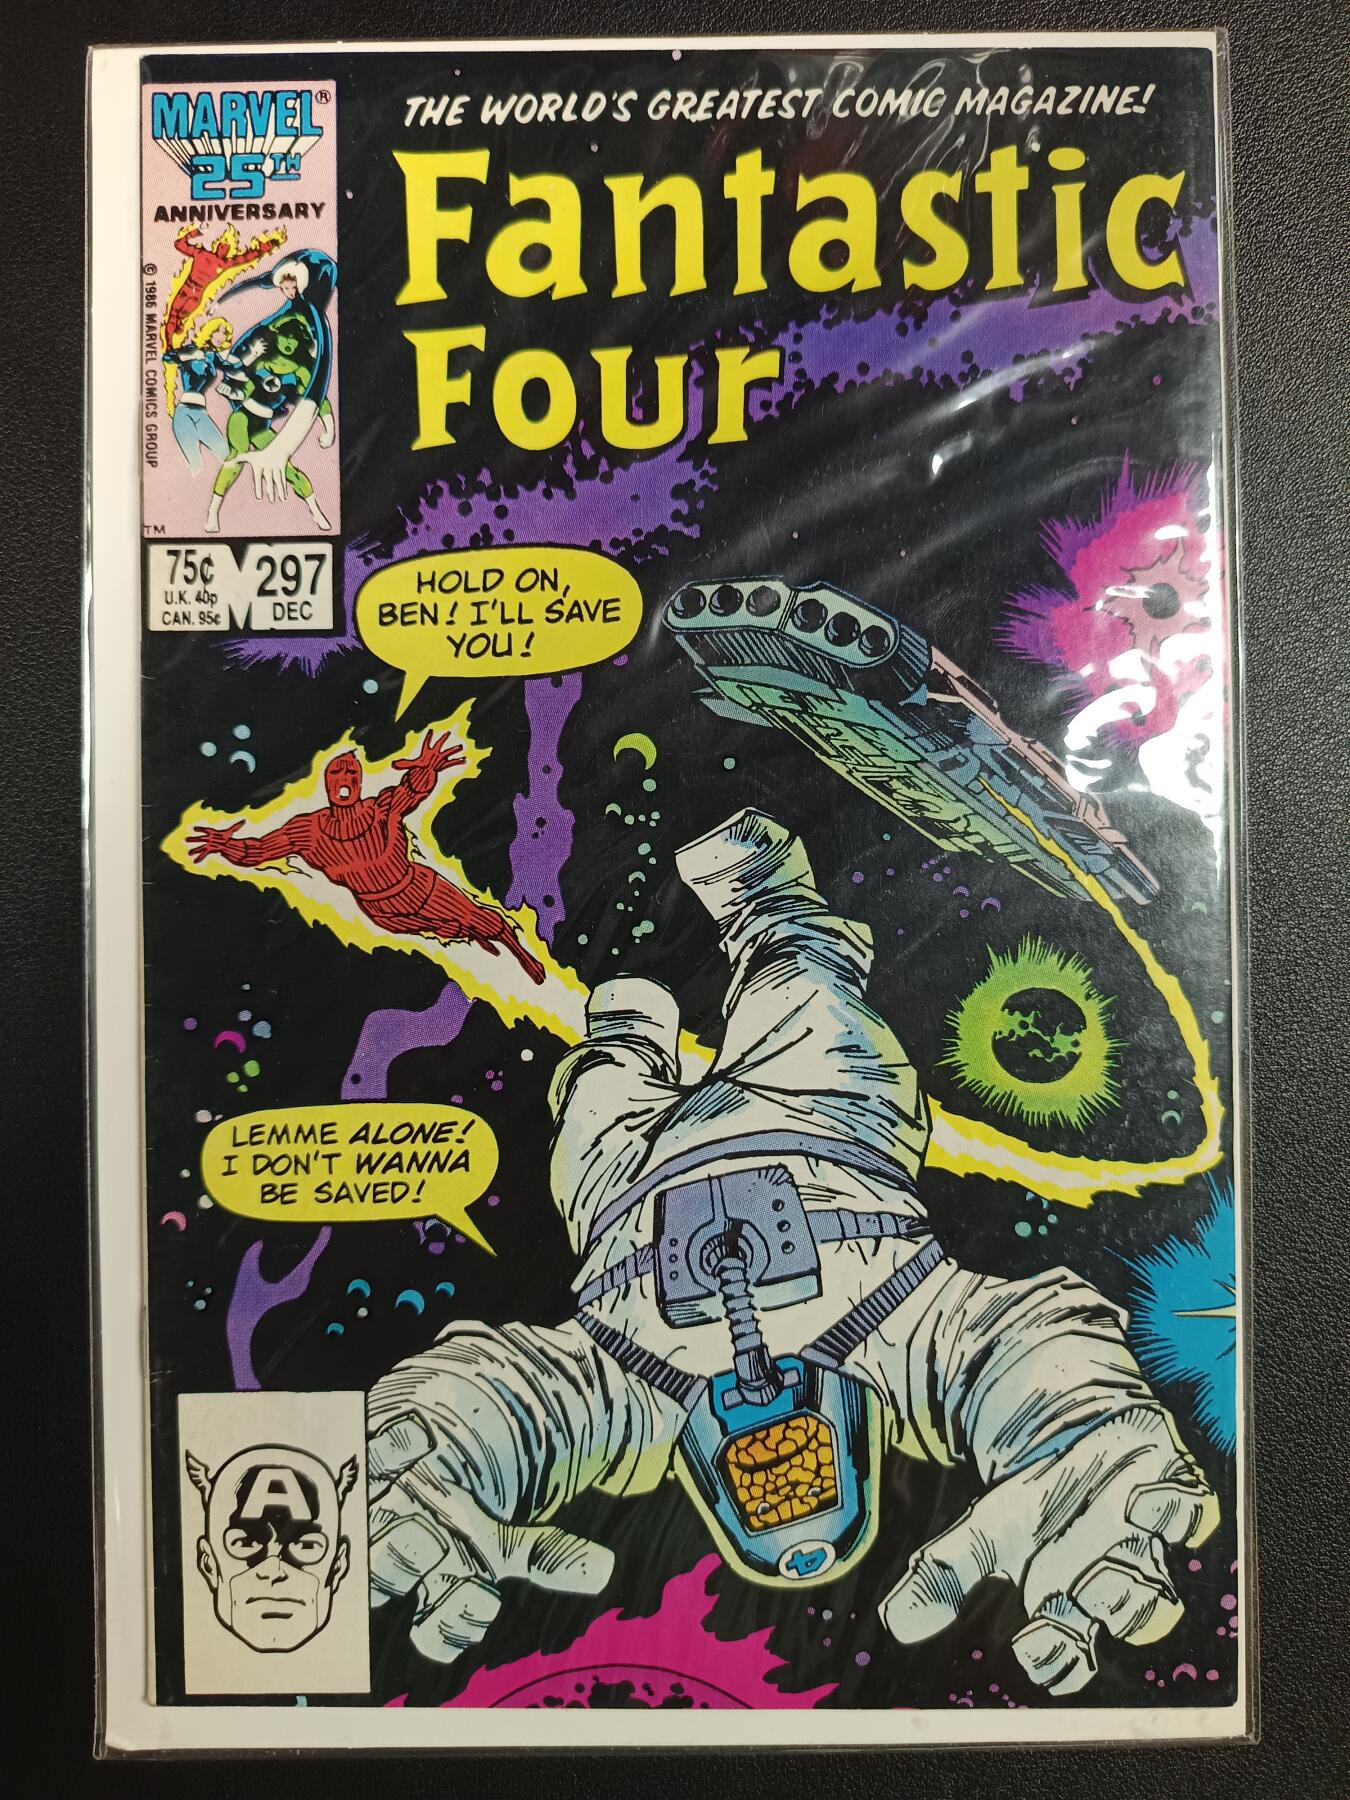 THE WORLD'S GREATEST COMIC MAGAZINE!
MARVEL®
25TH
ANNIVERSARY
Fantastic
Four
© 1986 MARVEL COMICS GROUP
TM
75¢
U.K. 40p
CAN. 95¢
M
297
DEC
HOLD ON,
BEN! I'LL SAVE
YOU!
LEMME ALONE!
I DON'T WANNA
BE SAVED!
A
4